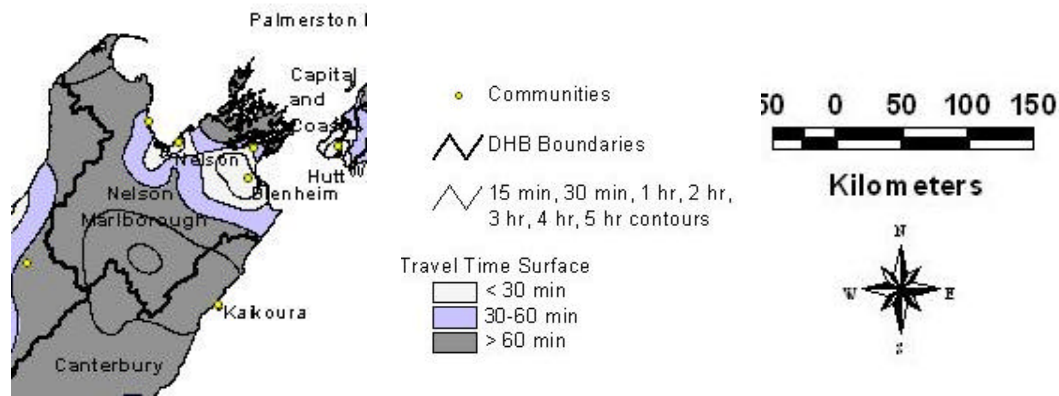 Palmerston
Capital
and
Coast
Nelson
Hutt
Nelson
Blenheim
Marlborough
Kaikoura
Canterbury
Communities
DHB Boundaries
15 min, 30 min, 1 hr, 2 hr,
3 hr, 4 hr, 5 hr contours
Travel Time Surface
< 30 min
30-60 min
> 60 min
50 0 50 100 150
Kilometers
N
W E
S